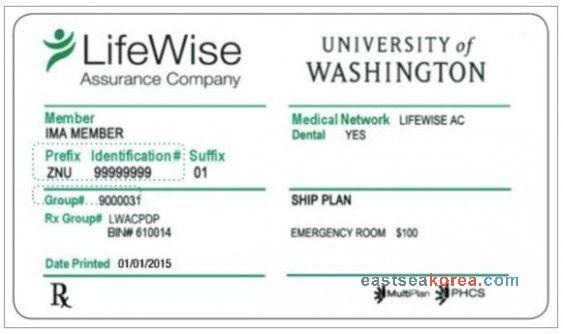 LifeWise
Assurance Company
UNIVERSITY of
WASHINGTON
Member
IMA MEMBER
Medical Network LIFEWISE AC
Dental YES
Prefix Identification# Suffix
ZNU 99999999 01
Group#...9000031
SHIP PLAN
Rx Group# LWACPDP
BIN# 610014
EMERGENCY ROOM $100
Date Printed 01/01/2015
eastseakorea.com
Rx
MultiPlan PHCS